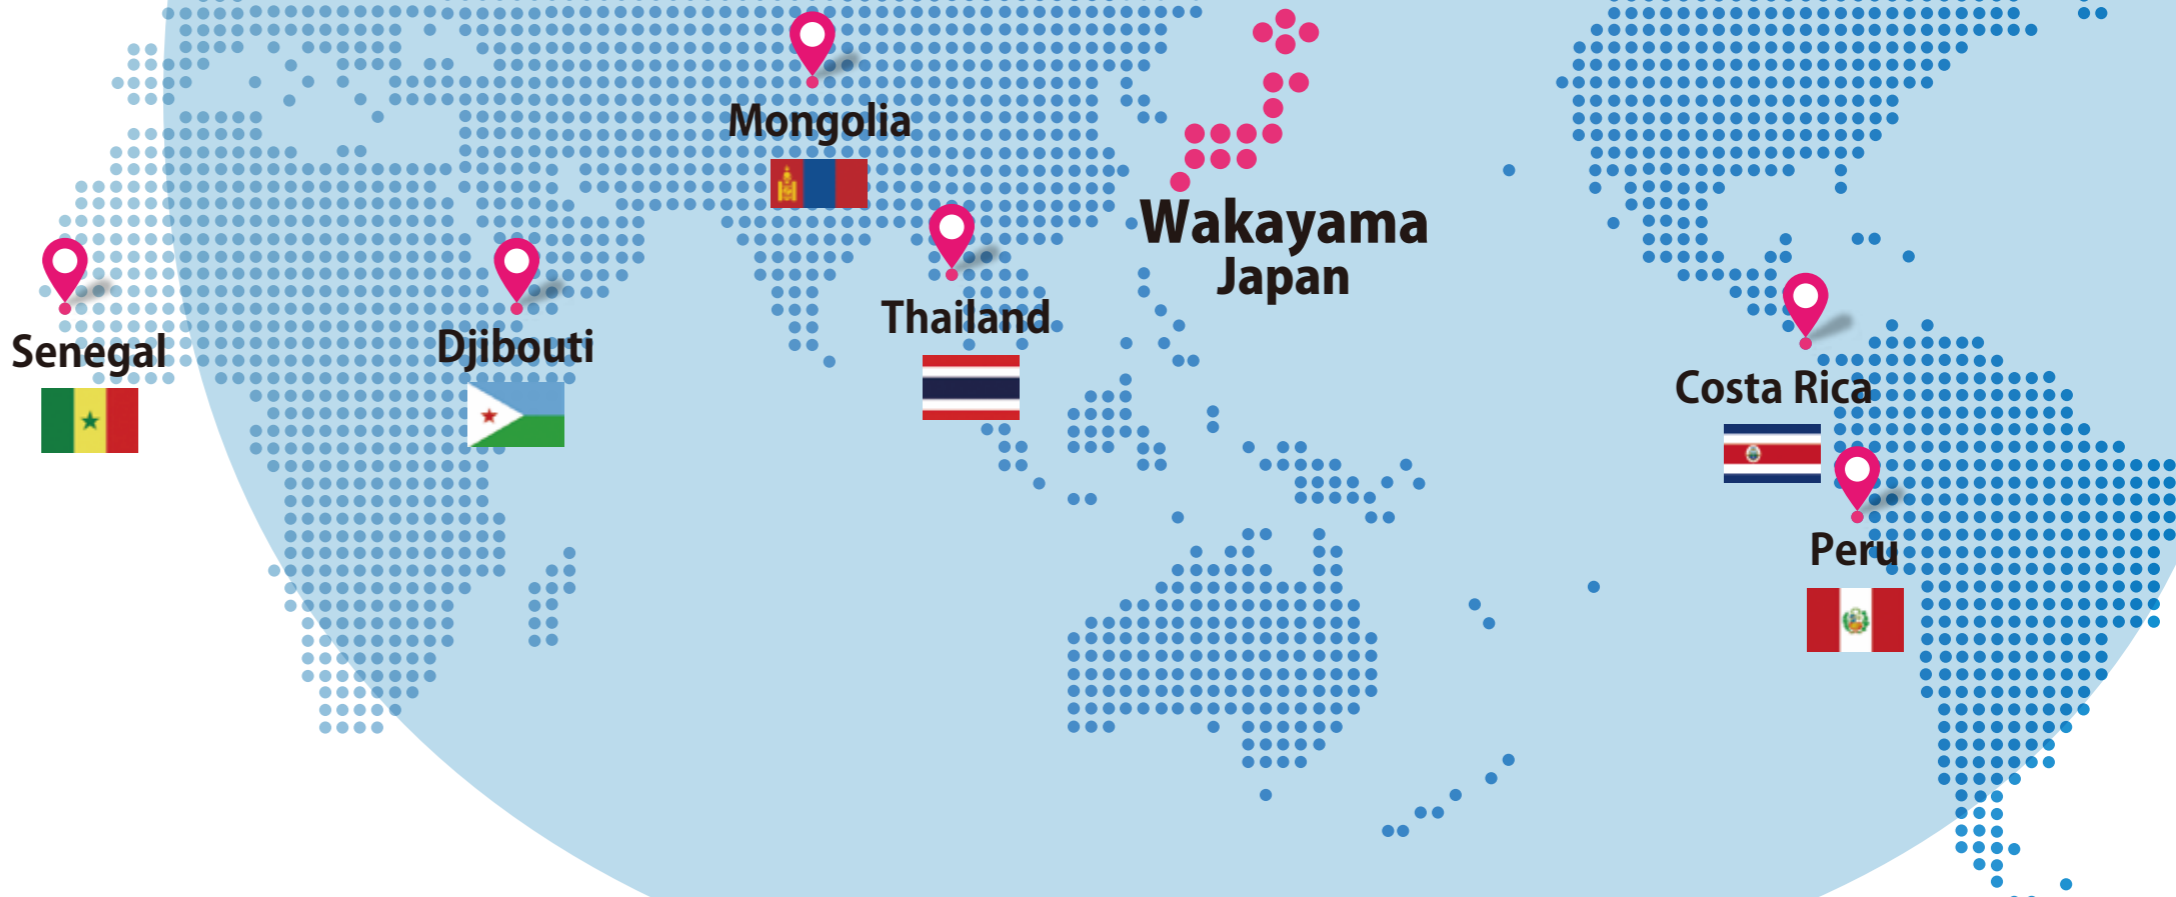 Mongolia
Wakayama
Japan
Thailand
Djibouti
Senegal
Costa Rica
Peru